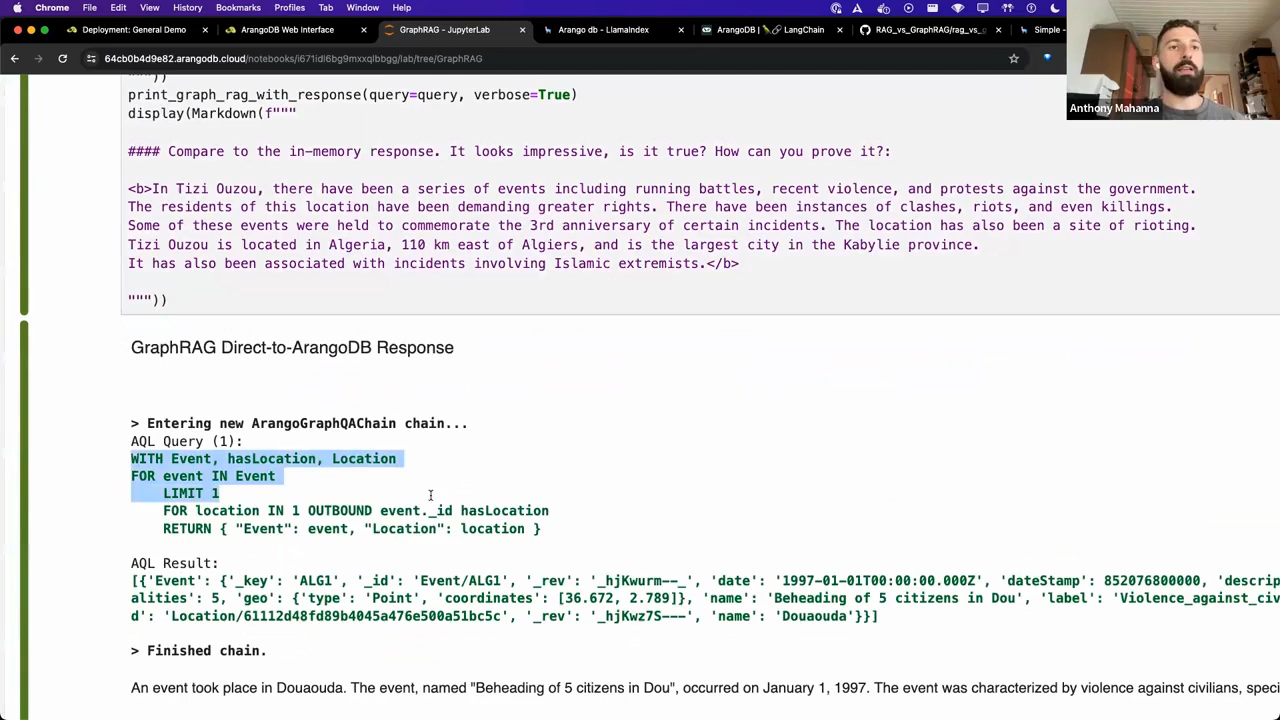 Chrome File Edit View History Bookmarks Profiles Tab Window Help
Deployment: General Demo ArangoDB Web Interface GraphRAG - JupyterLab Arango db - LlamaIndex ArangoDB | LangChain RAG_vs_GraphRAG/rag_vs_g Simple -
64cb0b4d9e82.arangodb.cloud/notebooks/i671idl6bg9mxxqlbbgg/lab/tree/GraphRAG
Anthony Mahanna
"""))
print_graph_rag_with_response(query=query, verbose=True)
display(Markdown(f"""
#### Compare to the in-memory response. It looks impressive, is it true? How can you prove it?:
<b>In Tizi Ouzou, there have been a series of events including running battles, recent violence, and protests against the government.
The residents of this location have been demanding greater rights. There have been instances of clashes, riots, and even killings.
Some of these events were held to commemorate the 3rd anniversary of certain incidents. The location has also been a site of rioting.
Tizi Ouzou is located in Algeria, 110 km east of Algiers, and is the largest city in the Kabylie province.
It has also been associated with incidents involving Islamic extremists.</b>
"""))
GraphRAG Direct-to-ArangoDB Response
> Entering new ArangoGraphQAChain chain...
AQL Query (1):
WITH Event, hasLocation, Location
FOR event IN Event
LIMIT 1
FOR location IN 1 OUTBOUND event._id hasLocation
RETURN { "Event": event, "Location": location }
AQL Result:
[{'Event': {'_key': 'ALG1', '_id': 'Event/ALG1', '_rev': '_hjKwurm--_', 'date': '1997-01-01T00:00:00.000Z', 'dateStamp': 852076800000, 'descrip
alities': 5, 'geo': {'type': 'Point', 'coordinates': [36.672, 2.789]}, 'name': 'Beheading of 5 citizens in Dou', 'label': 'Violence_against_civ
d': 'Location/61112d48fd89b4045a476e500a51bc5c', '_rev': '_hjKwz7S---', 'name': 'Douaouda'}}]
> Finished chain.
An event took place in Douaouda. The event, named "Beheading of 5 citizens in Dou", occurred on January 1, 1997. The event was characterized by violence against civilians, speci